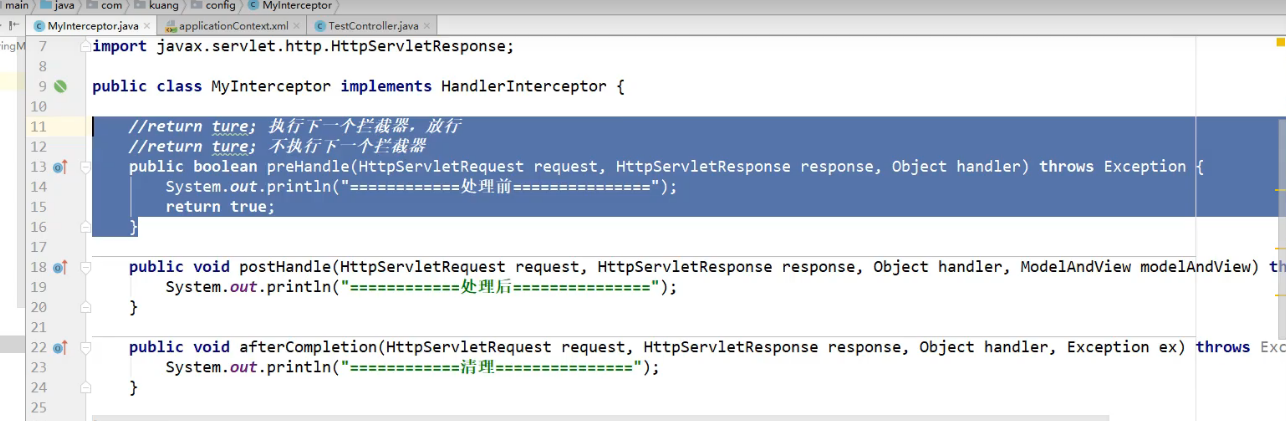 main java com kuang config MyInterceptor
MyInterceptor.java applicationContext.xml TestController.java
7 import javax.servlet.http.HttpServletResponse;
8
9 public class MyInterceptor implements HandlerInterceptor {
10
11 //return ture; 执行下一个拦截器，放行
12 //return ture; 不执行下一个拦截器
13 public boolean preHandle(HttpServletRequest request, HttpServletResponse response, Object handler) throws Exception {
14 System.out.println("============处理前===============");
15 return true;
16 }
17
18 public void postHandle(HttpServletRequest request, HttpServletResponse response, Object handler, ModelAndView modelAndView) th
19 System.out.println("============处理后===============");
20 }
21
22 public void afterCompletion(HttpServletRequest request, HttpServletResponse response, Object handler, Exception ex) throws Exc
23 System.out.println("============清理===============");
24 }
25